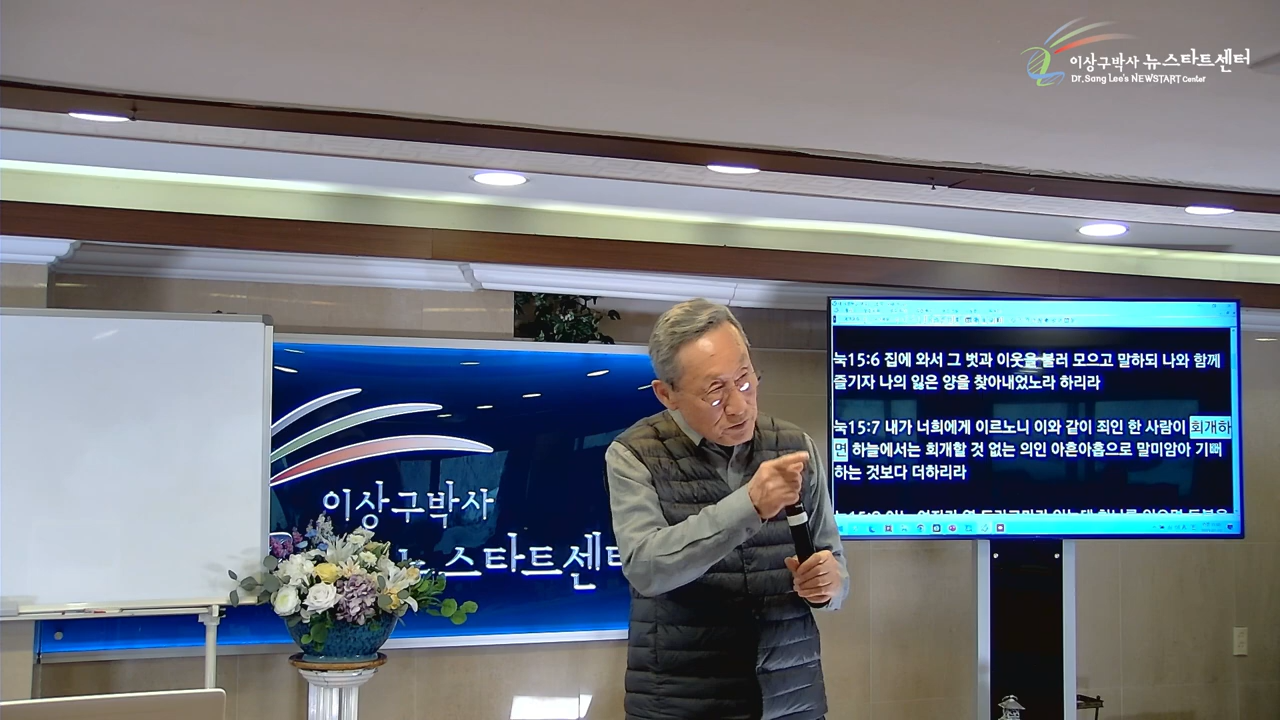 이상구박사 뉴스타트센터
Dr. Sang Lee's NEWSTART Center
눅15:6 집에 와서 그 벗과 이웃을 불러 모으고 말하되 나와 함께
즐기자 나의 잃은 양을 찾아내었노라 하리라
눅15:7 내가 너희에게 이르노니 이와 같이 죄인 한 사람이 회개하
면 하늘에서는 회개할 것 없는 의인 아흔아홉으로 말미암아 기뻐
하는 것보다 더하리라
이상구박사
뉴스타트센터